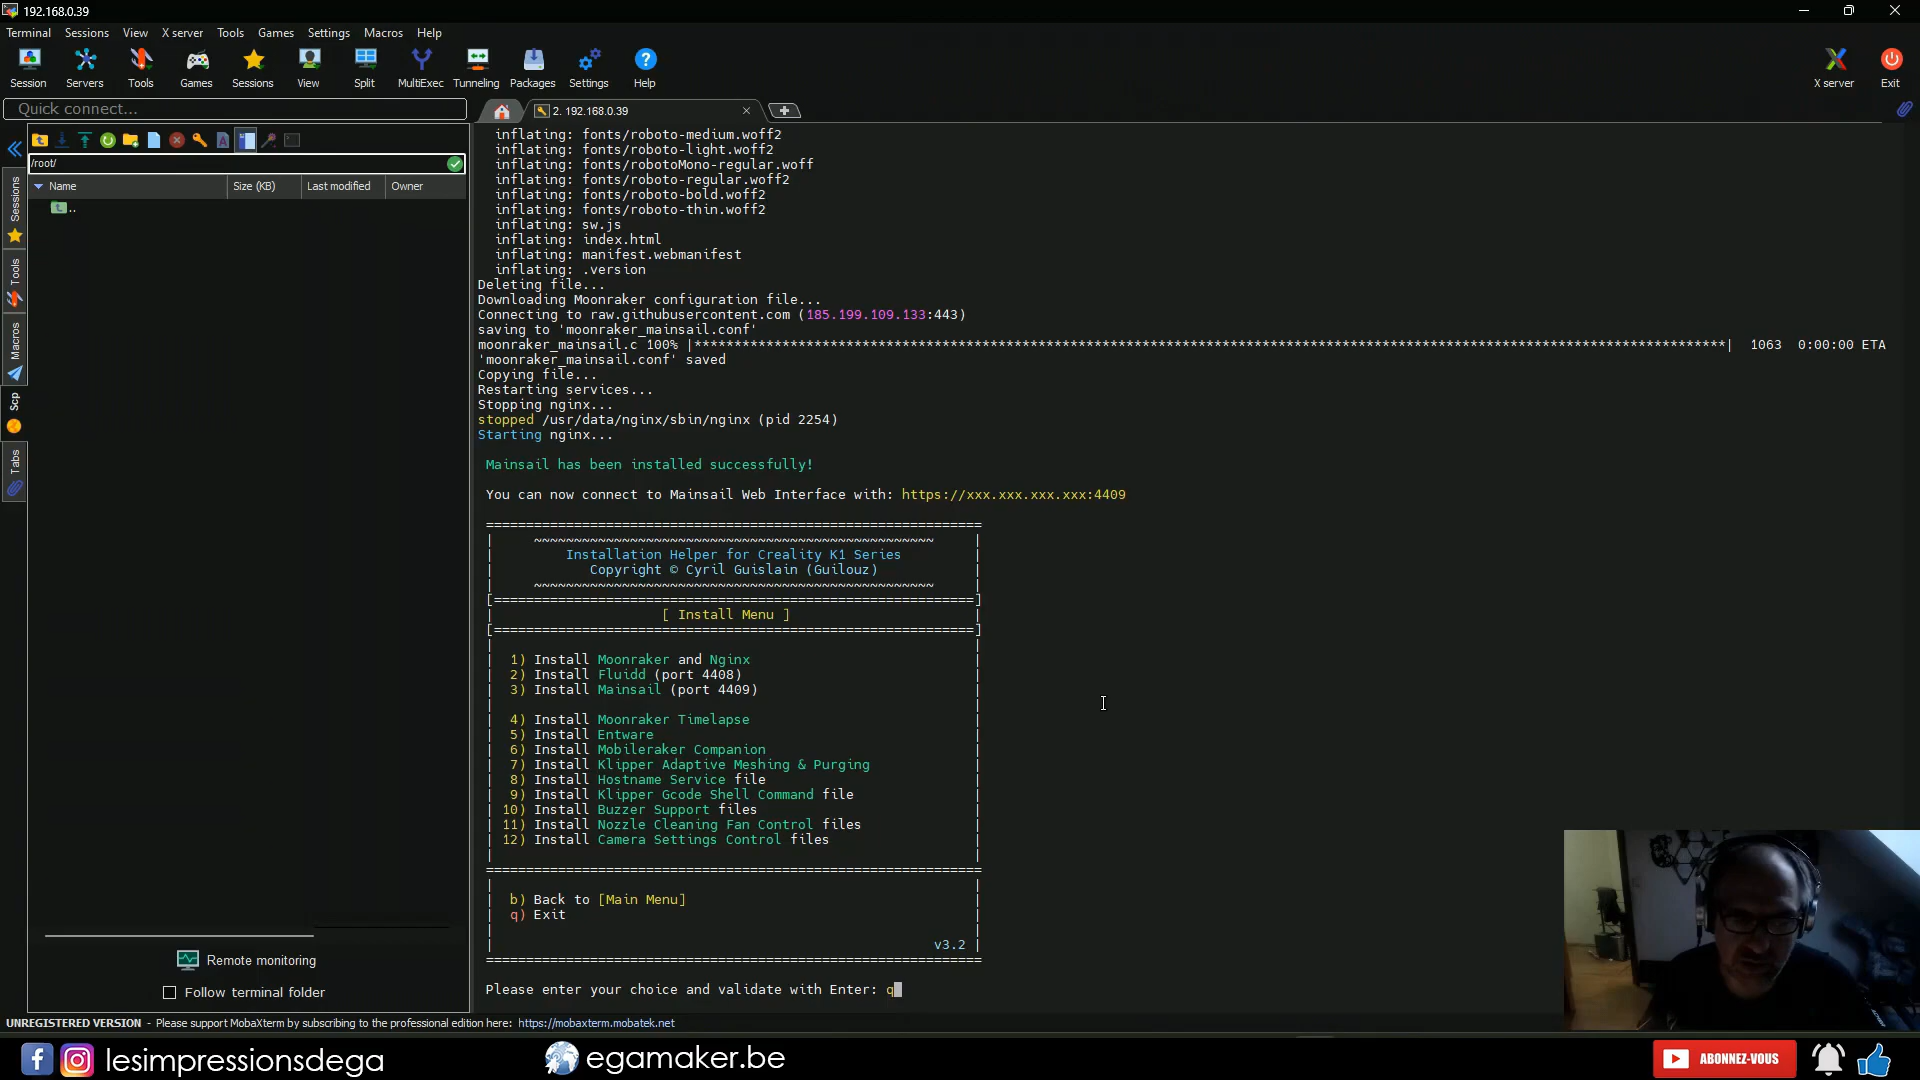 192.168.0.39
Terminal Sessions View X server Tools Games Settings Macros Help
Session Servers Tools Games Sessions View Split MultiExec Tunneling Packages Settings Help X server Exit
Quick connect...
2. 192.168.0.39
/root/
Name Size (KB) Last modified Owner
..
Sessions
Tools
Macros
Scp
Tabs
Remote monitoring
Follow terminal folder
inflating: fonts/roboto-medium.woff2
inflating: fonts/roboto-light.woff2
inflating: fonts/robotoMono-regular.woff
inflating: fonts/roboto-regular.woff2
inflating: fonts/roboto-bold.woff2
inflating: fonts/roboto-thin.woff2
inflating: sw.js
inflating: index.html
inflating: manifest.webmanifest
inflating: .version
Deleting file...
Downloading Moonraker configuration file...
Connecting to raw.githubusercontent.com (185.199.109.133:443)
saving to 'moonraker_mainsail.conf'
moonraker_mainsail.c 100% |*********************************************************************************************************************************| 1063 0:00:00 ETA
'moonraker_mainsail.conf' saved
Copying file...
Restarting services...
Stopping nginx...
stopped /usr/data/nginx/sbin/nginx (pid 2254)
Starting nginx...
Mainsail has been installed successfully!
You can now connect to Mainsail Web Interface with: https://xxx.xxx.xxx.xxx:4409
Installation Helper for Creality K1 Series
Copyright © Cyril Guislain (Guilouz)
[ Install Menu ]
1) Install Moonraker and Nginx
2) Install Fluidd (port 4408)
3) Install Mainsail (port 4409)
4) Install Moonraker Timelapse
5) Install Entware
6) Install Mobileraker Companion
7) Install Klipper Adaptive Meshing & Purging
8) Install Hostname Service file
9) Install Klipper Gcode Shell Command file
10) Install Buzzer Support files
11) Install Nozzle Cleaning Fan Control files
12) Install Camera Settings Control files
b) Back to [Main Menu]
q) Exit
v3.2
Please enter your choice and validate with Enter: q
UNREGISTERED VERSION - Please support MobaXterm by subscribing to the professional edition here: https://mobaxterm.mobatek.net
lesimpressionsdega egamaker.be ABONNEZ-VOUS